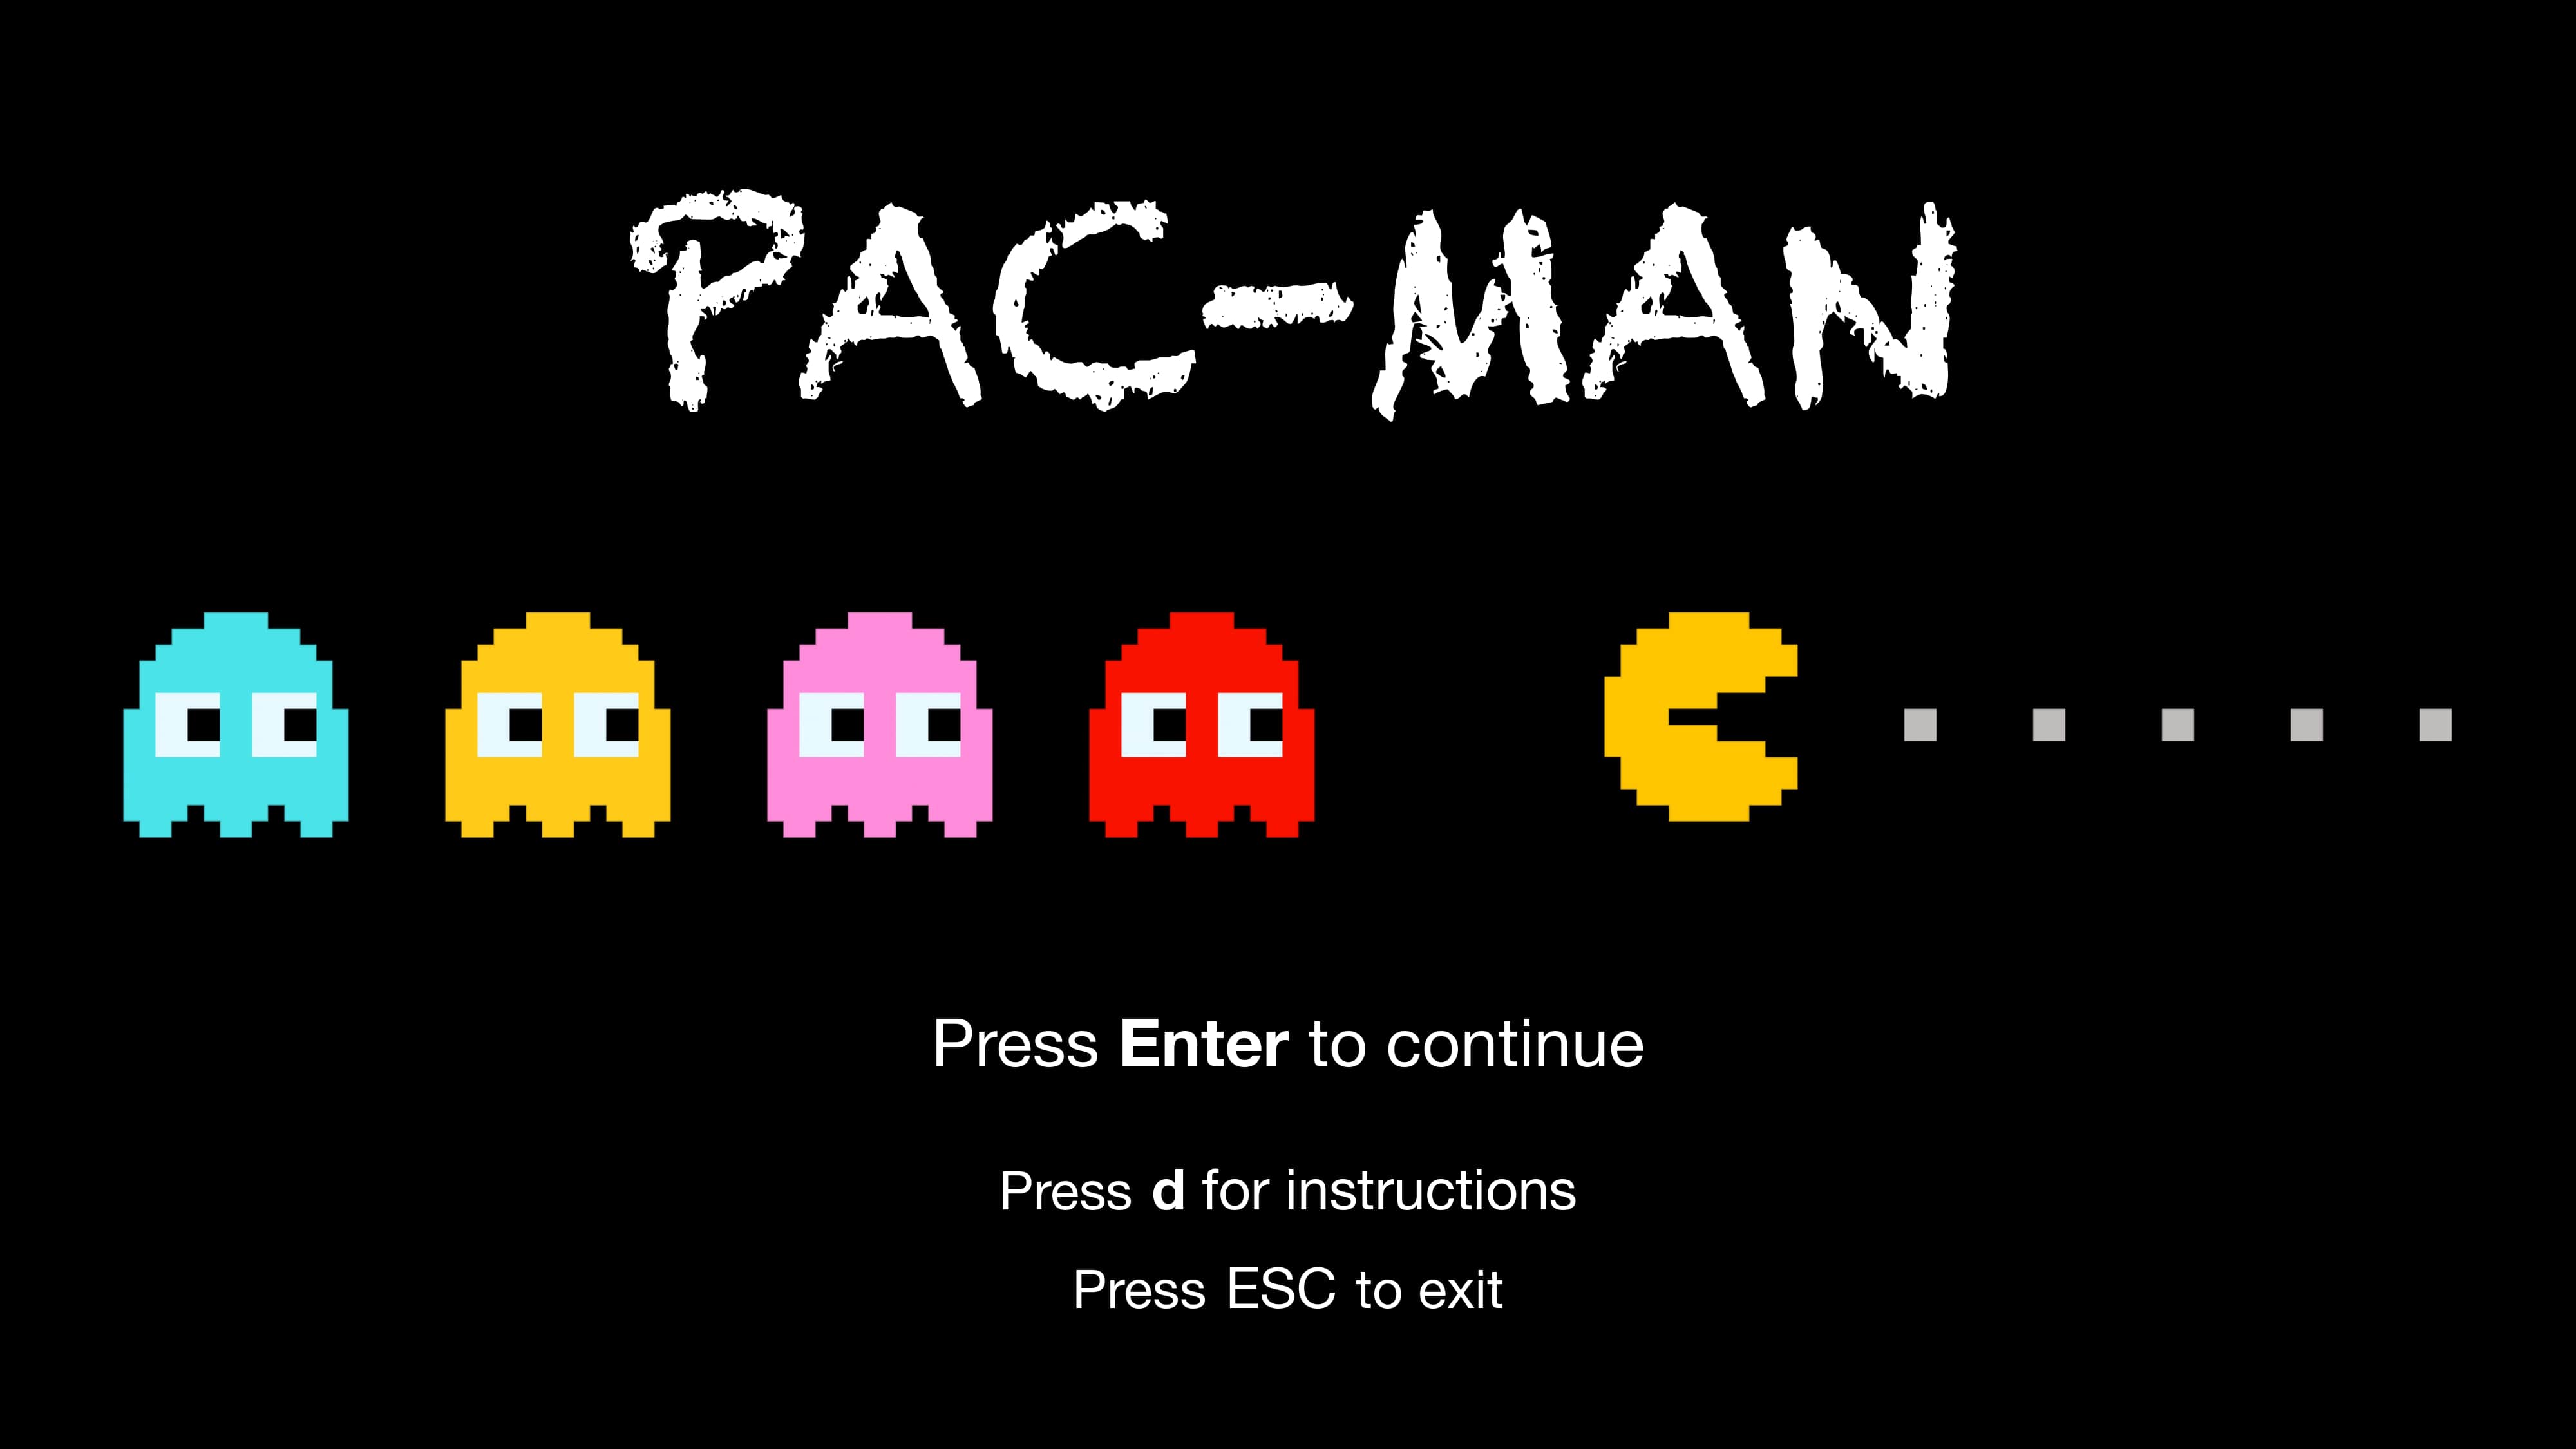 PAC-MAN
Press Enter to continue
Press d for instructions
Press ESC to exit